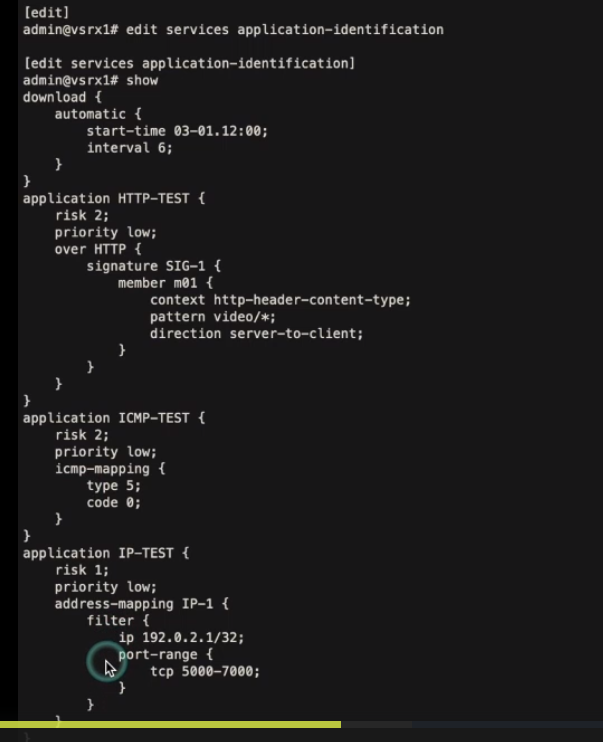 [edit]
admin@vsrx1# edit services application-identification
[edit services application-identification]
admin@vsrx1# show
download {
    automatic {
        start-time 03-01.12:00;
        interval 6;
    }
}
application HTTP-TEST {
    risk 2;
    priority low;
    over HTTP {
        signature SIG-1 {
            member m01 {
                context http-header-content-type;
                pattern video/*;
                direction server-to-client;
            }
        }
    }
}
application ICMP-TEST {
    risk 2;
    priority low;
    icmp-mapping {
        type 5;
        code 0;
    }
}
application IP-TEST {
    risk 1;
    priority low;
    address-mapping IP-1 {
        filter {
            ip 192.0.2.1/32;
            port-range {
                tcp 5000-7000;
            }
        }
    }
}